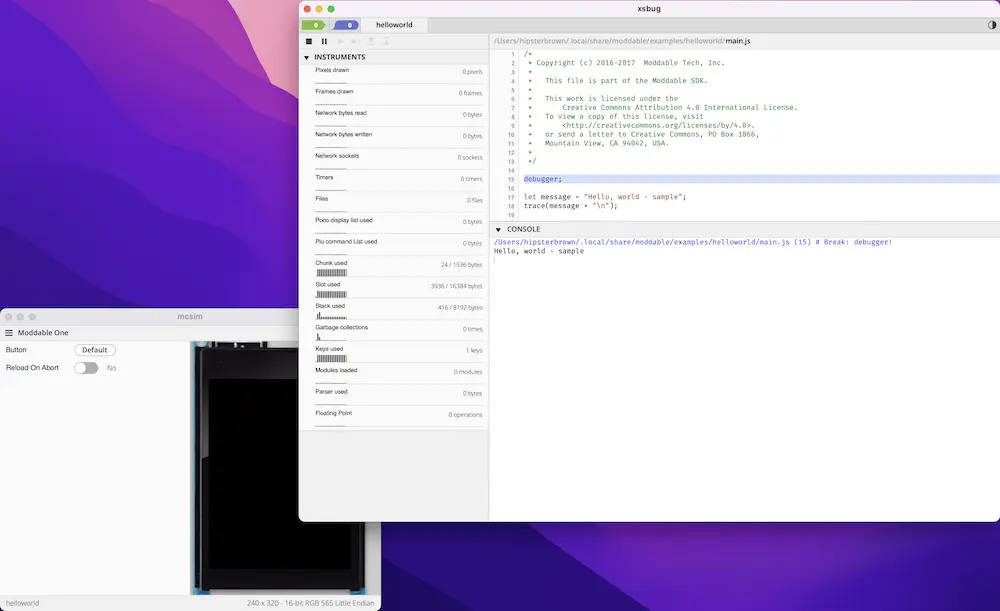 xsbug
0
0
helloworld
/Users/hipsterbrown/.local/share/moddable/examples/helloworld/main.js
INSTRUMENTS
Pixels drawn 0 pixels
Frames drawn 0 frames
Network bytes read 0 bytes
Network bytes written 0 bytes
Network sockets 0 sockets
Timers 0 timers
Files 0 files
Poco display list used 0 bytes
Piu command List used 0 bytes
Chunk used 24 / 1536 bytes
Slot used 3936 / 16384 bytes
Stack used 416 / 8192 bytes
Garbage collections 0 times
Keys used 1 keys
Modules loaded 0 modules
Parser used 0 bytes
Floating Point 0 operations
1 /*
2 * Copyright (c) 2016-2017 Moddable Tech, Inc.
3 *
4 * This file is part of the Moddable SDK.
5 *
6 * This work is licensed under the
7 * Creative Commons Attribution 4.0 International License.
8 * To view a copy of this license, visit
9 * <http://creativecommons.org/licenses/by/4.0>.
10 * or send a letter to Creative Commons, PO Box 1866,
11 * Mountain View, CA 94042, USA.
12 *
13 */
14
15 debugger;
16
17 let message = "Hello, world - sample";
18 trace(message + "\n");
19
CONSOLE
/Users/hipsterbrown/.local/share/moddable/examples/helloworld/main.js (15) # Break: debugger!
Hello, world - sample
mcsim
Moddable One
Button Default
Reload On Abort No
helloworld
240 x 320 - 16-bit RGB 565 Little Endian